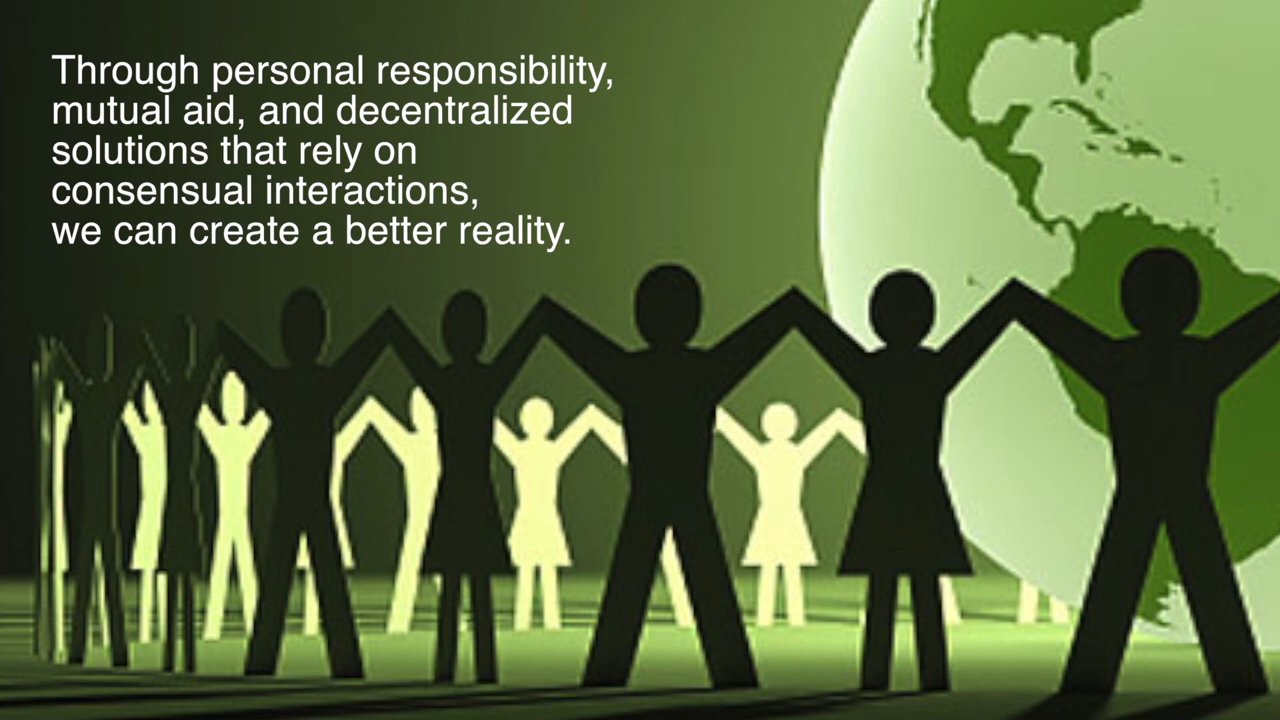 Through personal responsibility,
mutual aid, and decentralized
solutions that rely on
consensual interactions,
we can create a better reality.